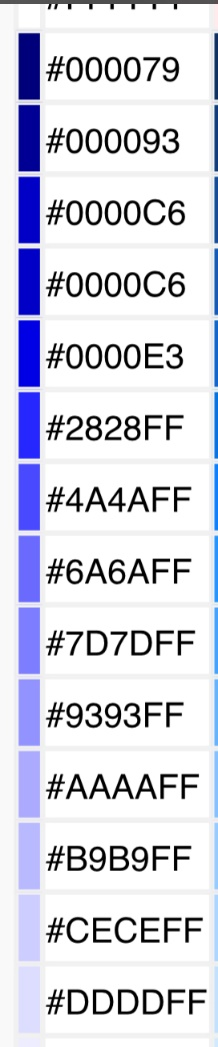 #000079
#000093
#0000C6
#0000C6
#0000E3
#2828FF
#4A4AFF
#6A6AFF
#7D7DFF
#9393FF
#AAAAFF
#B9B9FF
#CECEFF
#DDDDFF